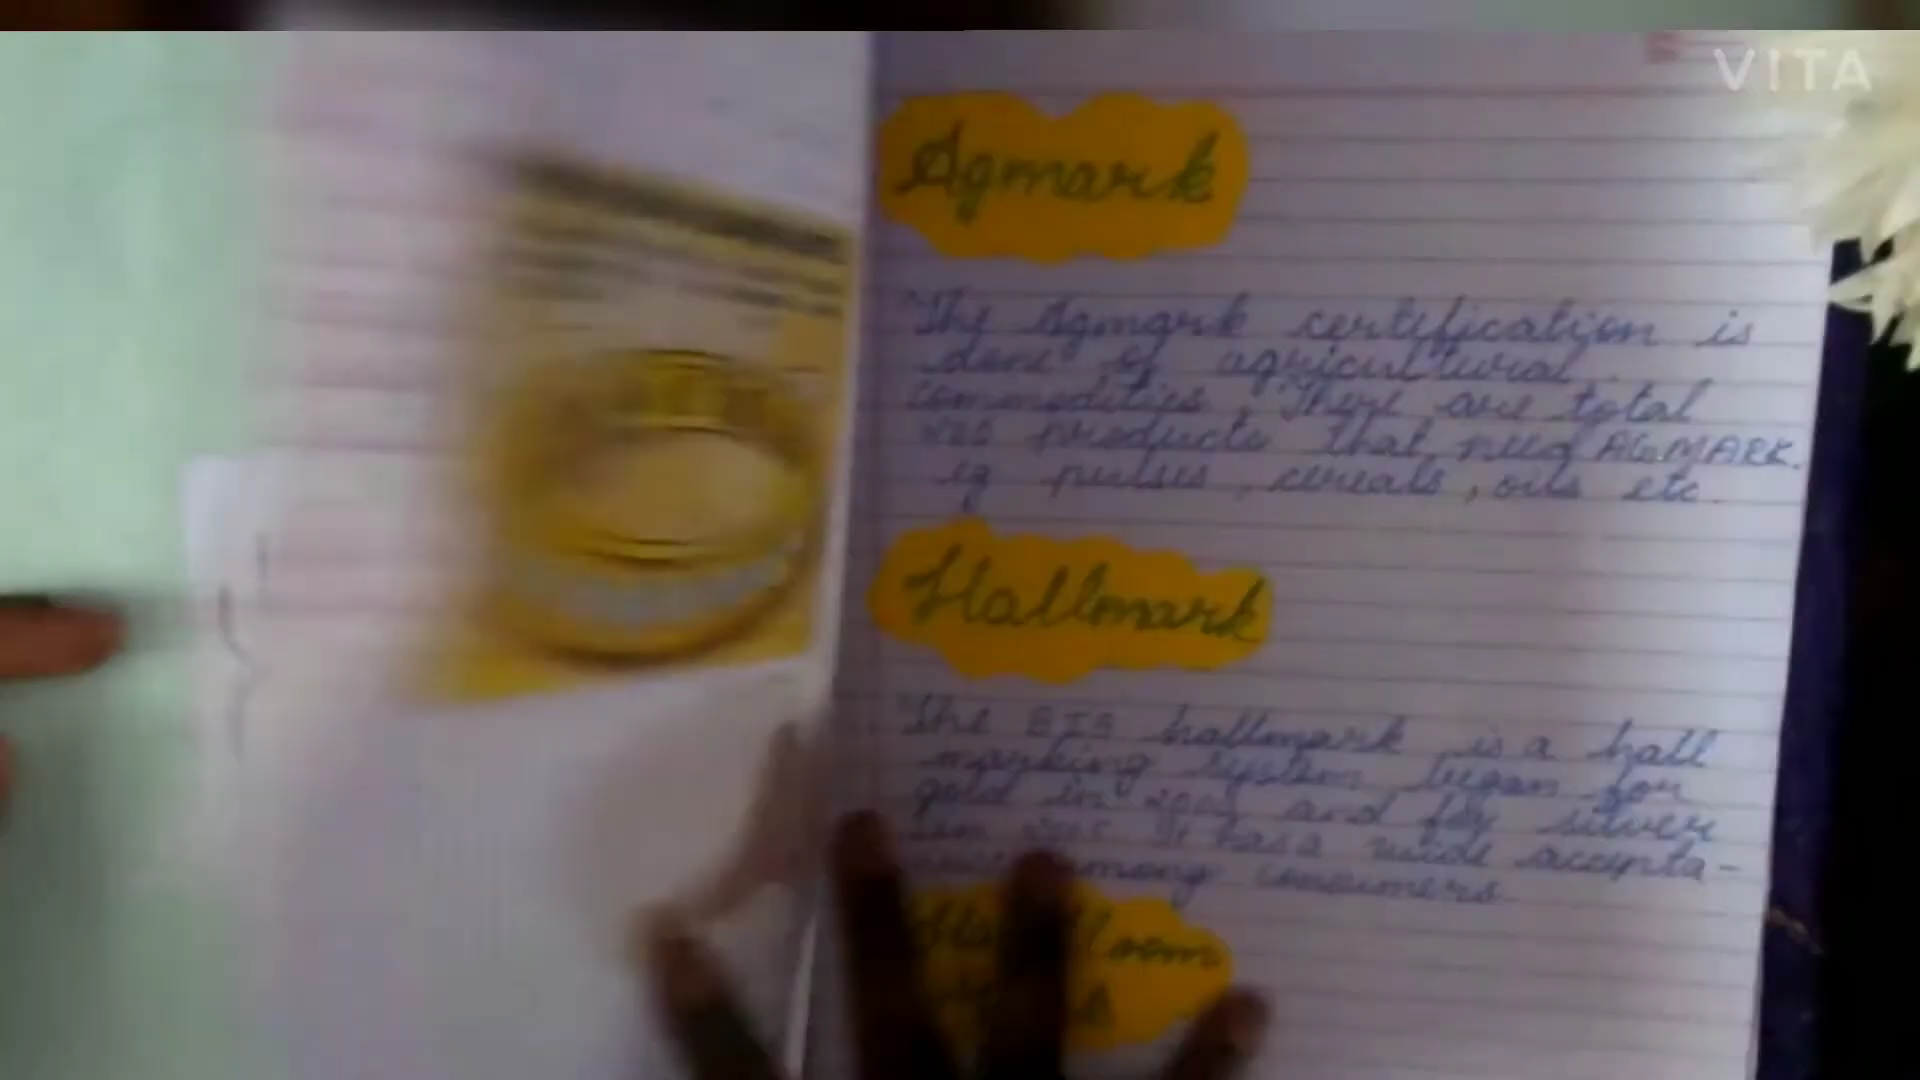 VITA
Agmark
The Agmark certification is
done of agricultural
commodities. There are total
products that need AGMARK.
eg pulses, cereals, oils etc.
Hallmark
The BIS hallmark is a hall
marking system began for
gold in and for silver
in It has a wide accepta-
among consumers.